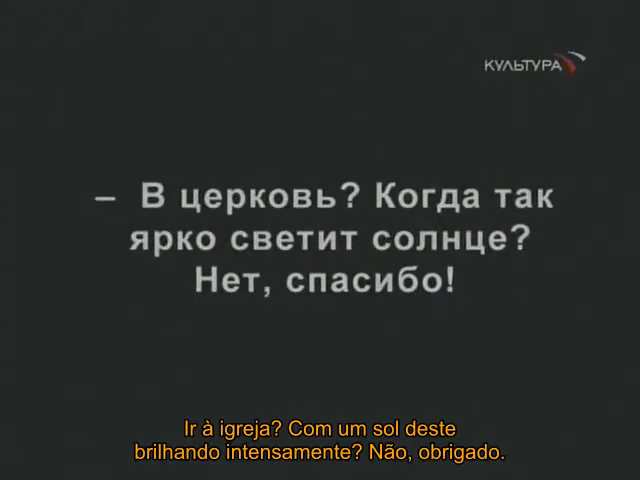 КУЛЬТУРА
– В церковь? Когда так
ярко светит солнце?
Нет, спасибо!
Ir à igreja? Com um sol deste
brilhando intensamente? Não, obrigado.